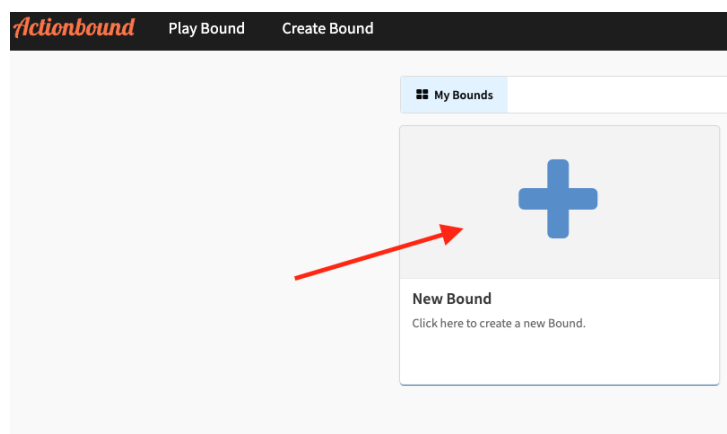 Actionbound Play Bound Create Bound
My Bounds
New Bound
Click here to create a new Bound.